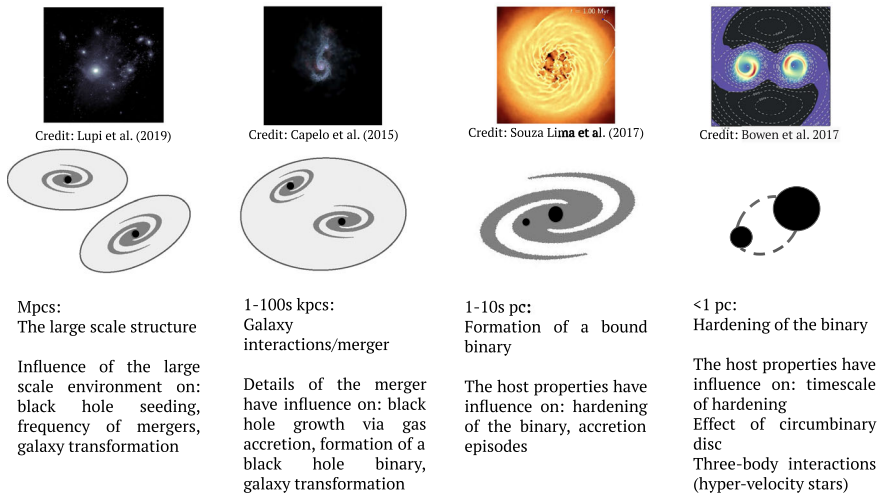 = 1.00 Myr
Credit: Lupi et al. (2019)
Credit: Capelo et al. (2015)
Credit: Souza Lima et al. (2017)
Credit: Bowen et al. 2017
Mpcs:
The large scale structure
Influence of the large
scale environment on:
black hole seeding,
frequency of mergers,
galaxy transformation
1-100s kpcs:
Galaxy
interactions/merger
Details of the merger
have influence on: black
hole growth via gas
accretion, formation of a
black hole binary,
galaxy transformation
1-10s pc:
Formation of a bound
binary
The host properties have
influence on: hardening
of the binary, accretion
episodes
<1 pc:
Hardening of the binary
The host properties have
influence on: timescale
of hardening
Effect of circumbinary
disc
Three-body interactions
(hyper-velocity stars)